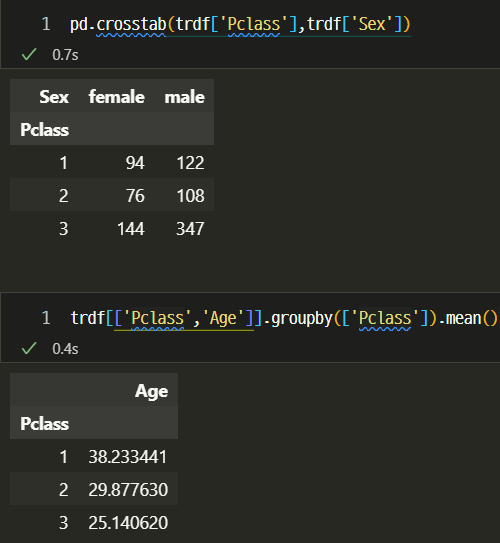 1 pd.crosstab(trdf['Pclass'],trdf['Sex'])
0.7s
Sex female male
Pclass
1 94 122
2 76 108
3 144 347
1 trdf[['Pclass','Age']].groupby(['Pclass']).mean()
0.4s
Age
Pclass
1 38.233441
2 29.877630
3 25.140620